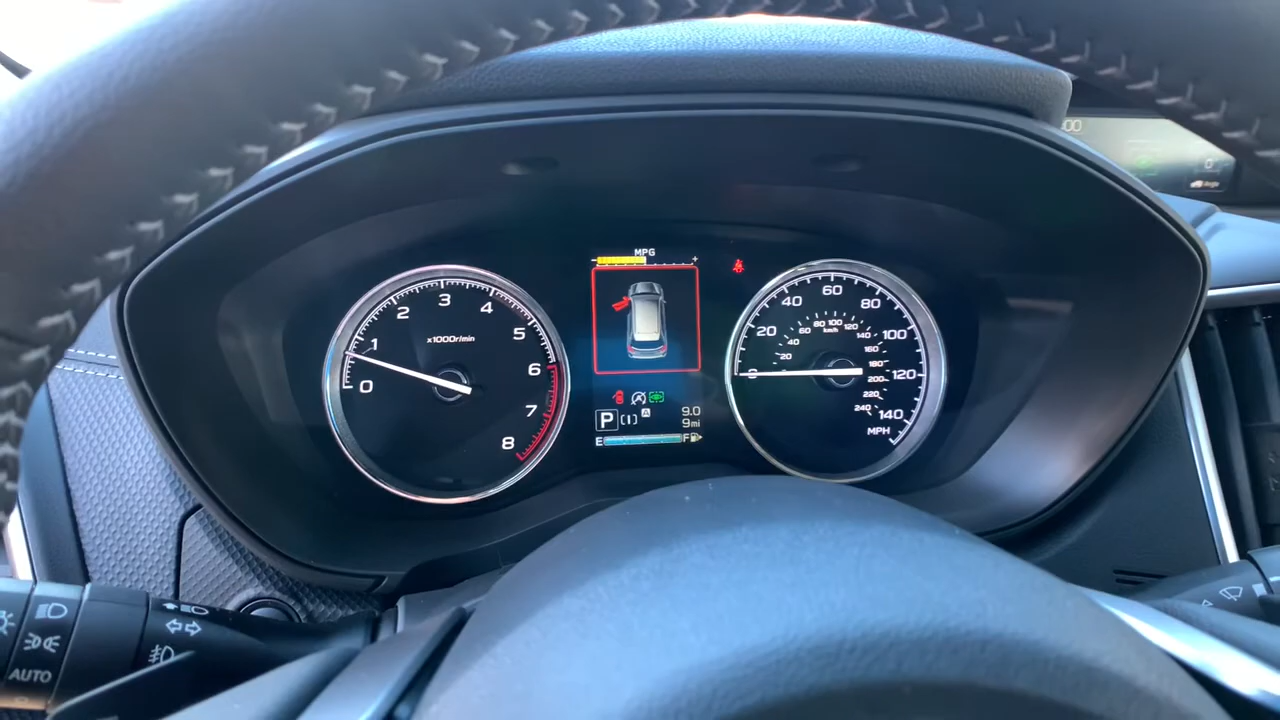 MPG
- +
0 1 2 3 4 5 6 7 8
x1000r/min
0 20 40 60 80 100 120 140
20 40 60 80 100 120 140 160 180 200 220 240
km/h
MPH
P [I] A
9.0
9mi
E F
AUTO